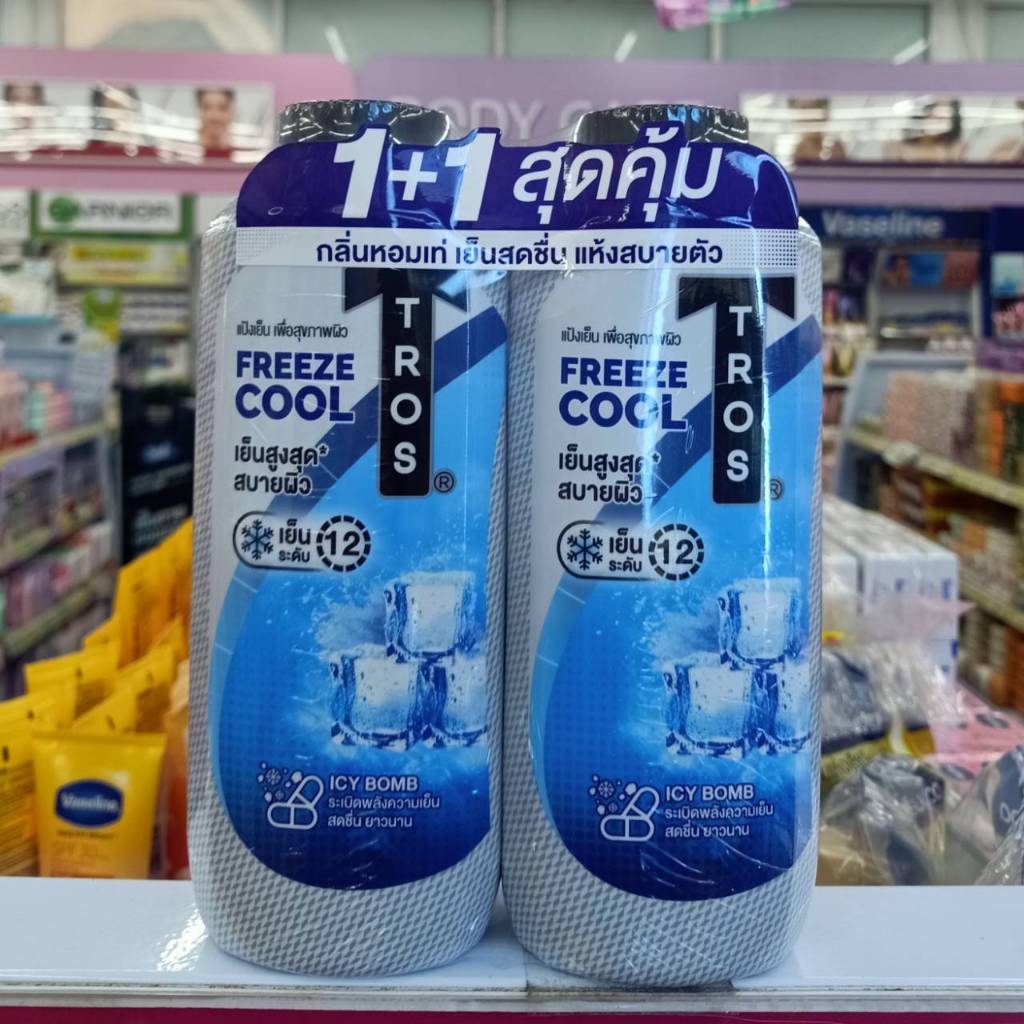 BODY
1+1 สุดคุ้ม
กลิ่นหอมเท่ เย็นสดชื่น แห้งสบายตัว
GARNIER
Vaseline
แป้งเย็น เพื่อสุขภาพผิว
FREEZE
COOL
TROS®
เย็นสูงสุด*
สบายผิว
เย็น
ระดับ
12
ICY BOMB
ระเบิดพลังความเย็น
สดชื่น ยาวนาน
แป้งเย็น เพื่อสุขภาพผิว
FREEZE
COOL
TROS®
เย็นสูงสุด*
สบายผิว
เย็น
ระดับ
12
ICY BOMB
ระเบิดพลังความเย็น
สดชื่น ยาวนาน
Vaseline